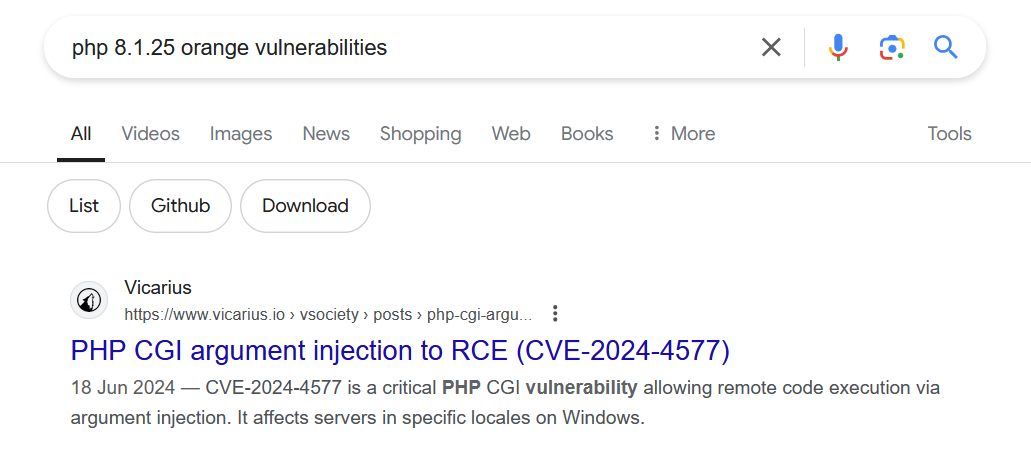 php 8.1.25 orange vulnerabilities
All Videos Images News Shopping Web Books More Tools
List Github Download
Vicarius
https://www.vicarius.io › vsociety › posts › php-cgi-argu...
PHP CGI argument injection to RCE (CVE-2024-4577)
18 Jun 2024 — CVE-2024-4577 is a critical PHP CGI vulnerability allowing remote code execution via
argument injection. It affects servers in specific locales on Windows.